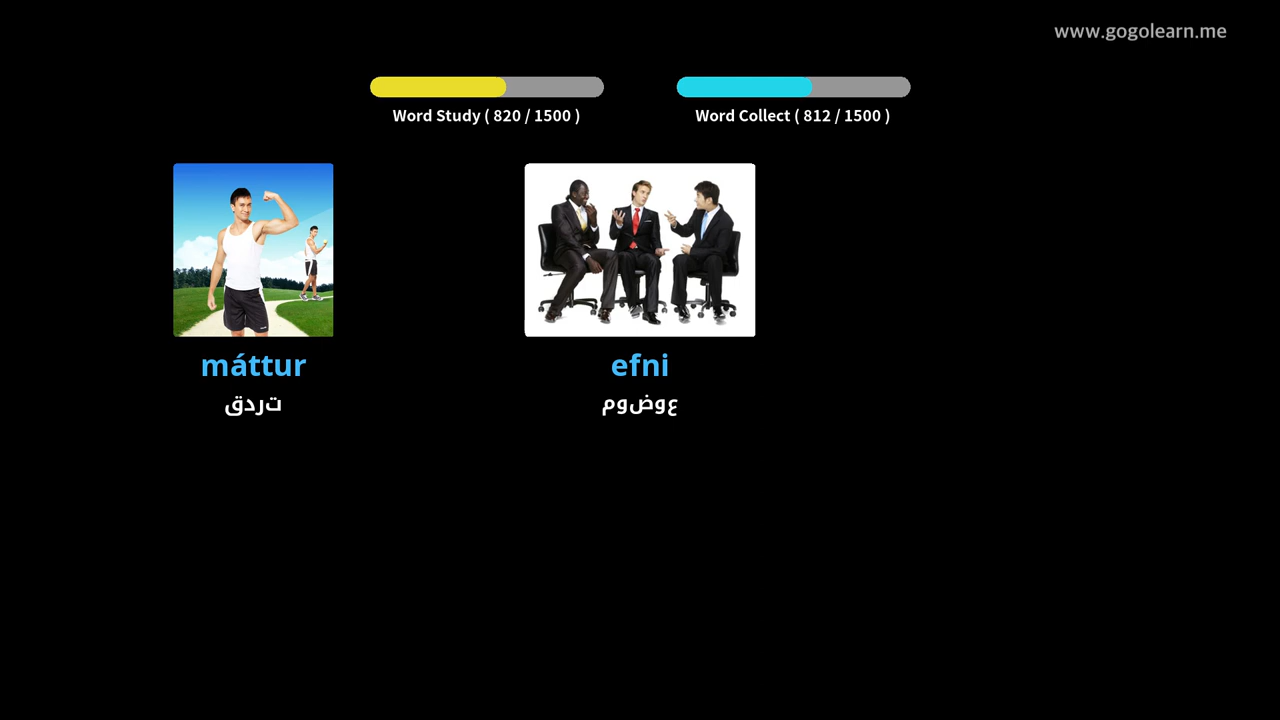 www.gogolearn.me
Word Study ( 820 / 1500 )
Word Collect ( 812 / 1500 )
máttur
efni
تردق
عوضوم